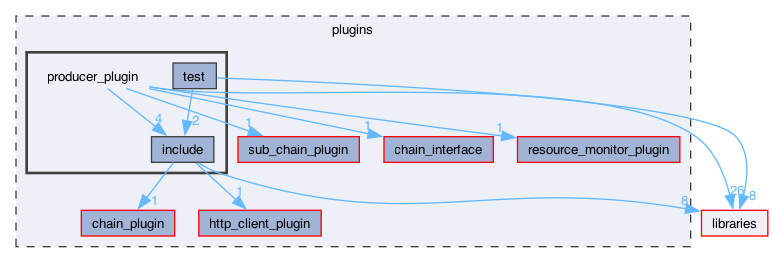 plugins
producer_plugin
test
4
2
1
1
1
include
sub_chain_plugin
chain_interface
resource_monitor_plugin
1
1
8
26
8
chain_plugin
http_client_plugin
libraries